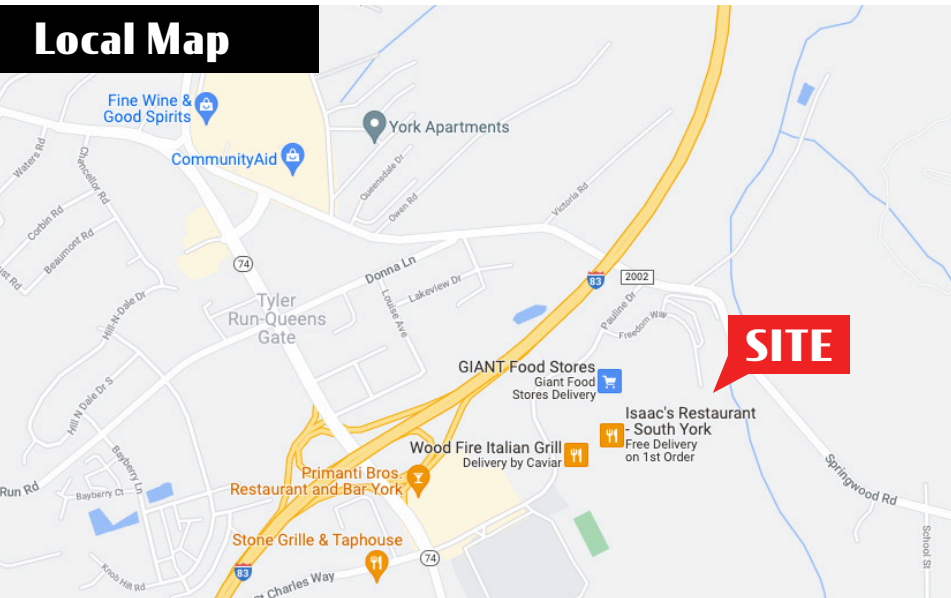 Local Map
Fine Wine &
Good Spirits
CommunityAid
York Apartments
Waters Rd
Chancellor Rd
Queensdale Dr
Owen Rd
Victoria Rd
Corbin Rd
Beaumont Rd
ust Rd
74
Donna Ln
Lakeview Dr
Louise Ave
83
2002
Pauline Dr
Freedom Way
Hill-N-Dale Dr
Tyler
Run-Queens
Gate
SITE
GIANT Food Stores
Giant Food
Stores Delivery
Hill N Dale Dr S
Isaac's Restaurant
- South York
Free Delivery
on 1st Order
Wood Fire Italian Grill
Delivery by Caviar
Bayberry Ln
Primanti Bros.
Restaurant and Bar York
Run Rd
Bayberry Ct
Springwood Rd
Stone Grille & Taphouse
74
School St
83
Knob Hill Rd
t Charles Way